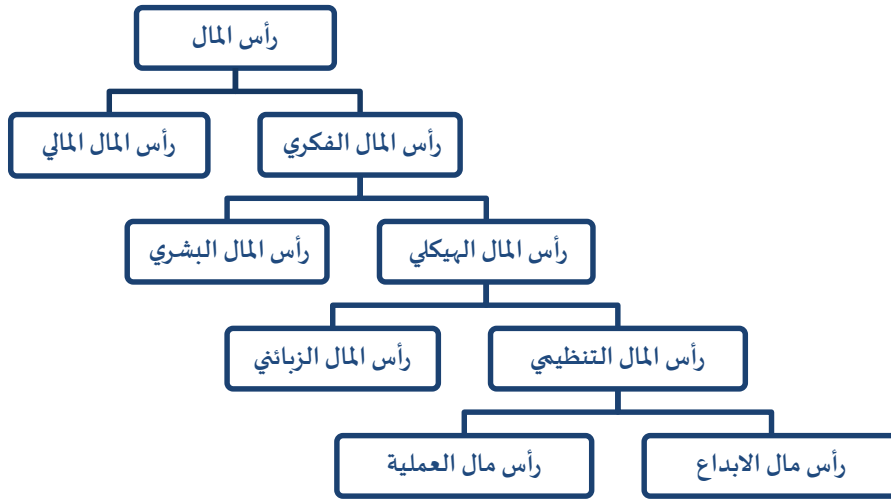 رأس المال
رأس المال الفكري
رأس المال المالي
رأس المال الهيكلي
رأس المال البشري
رأس المال التنظيمي
رأس المال الزبائني
رأس مال الابداع
رأس مال العملية